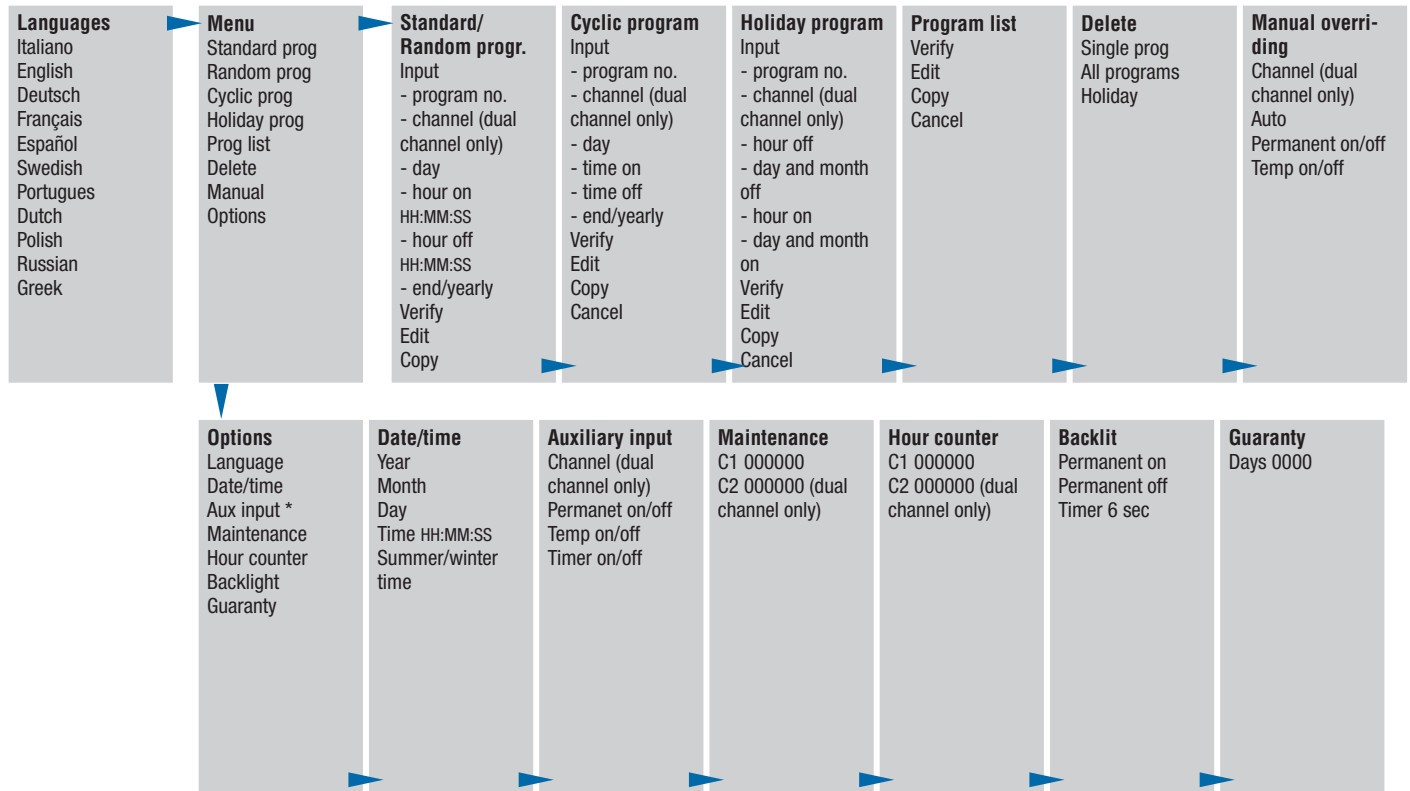 Languages
Italiano
English
Deutsch
Français
Español
Swedish
Portugues
Dutch
Polish
Russian
Greek
Menu
Standard prog
Random prog
Cyclic prog
Holiday prog
Prog list
Delete
Manual
Options
Standard/
Random progr.
Input
- program no.
- channel (dual
channel only)
- day
- hour on
HH:MM:SS
- hour off
HH:MM:SS
- end/yearly
Verify
Edit
Copy
Cyclic program
Input
- program no.
- channel (dual
channel only)
- day
- time on
- time off
- end/yearly
Verify
Edit
Copy
Cancel
Holiday program
Input
- program no.
- channel (dual
channel only)
- hour off
- day and month
off
- hour on
- day and month
on
Verify
Edit
Copy
Cancel
Program list
Verify
Edit
Copy
Cancel
Delete
Single prog
All programs
Holiday
Manual overri-
ding
Channel (dual
channel only)
Auto
Permanent on/off
Temp on/off
Options
Language
Date/time
Aux input *
Maintenance
Hour counter
Backlight
Guaranty
Date/time
Year
Month
Day
Time HH:MM:SS
Summer/winter
time
Auxiliary input
Channel (dual
channel only)
Permanet on/off
Temp on/off
Timer on/off
Maintenance
C1 000000
C2 000000 (dual
channel only)
Hour counter
C1 000000
C2 000000 (dual
channel only)
Backlit
Permanent on
Permanent off
Timer 6 sec
Guaranty
Days 0000